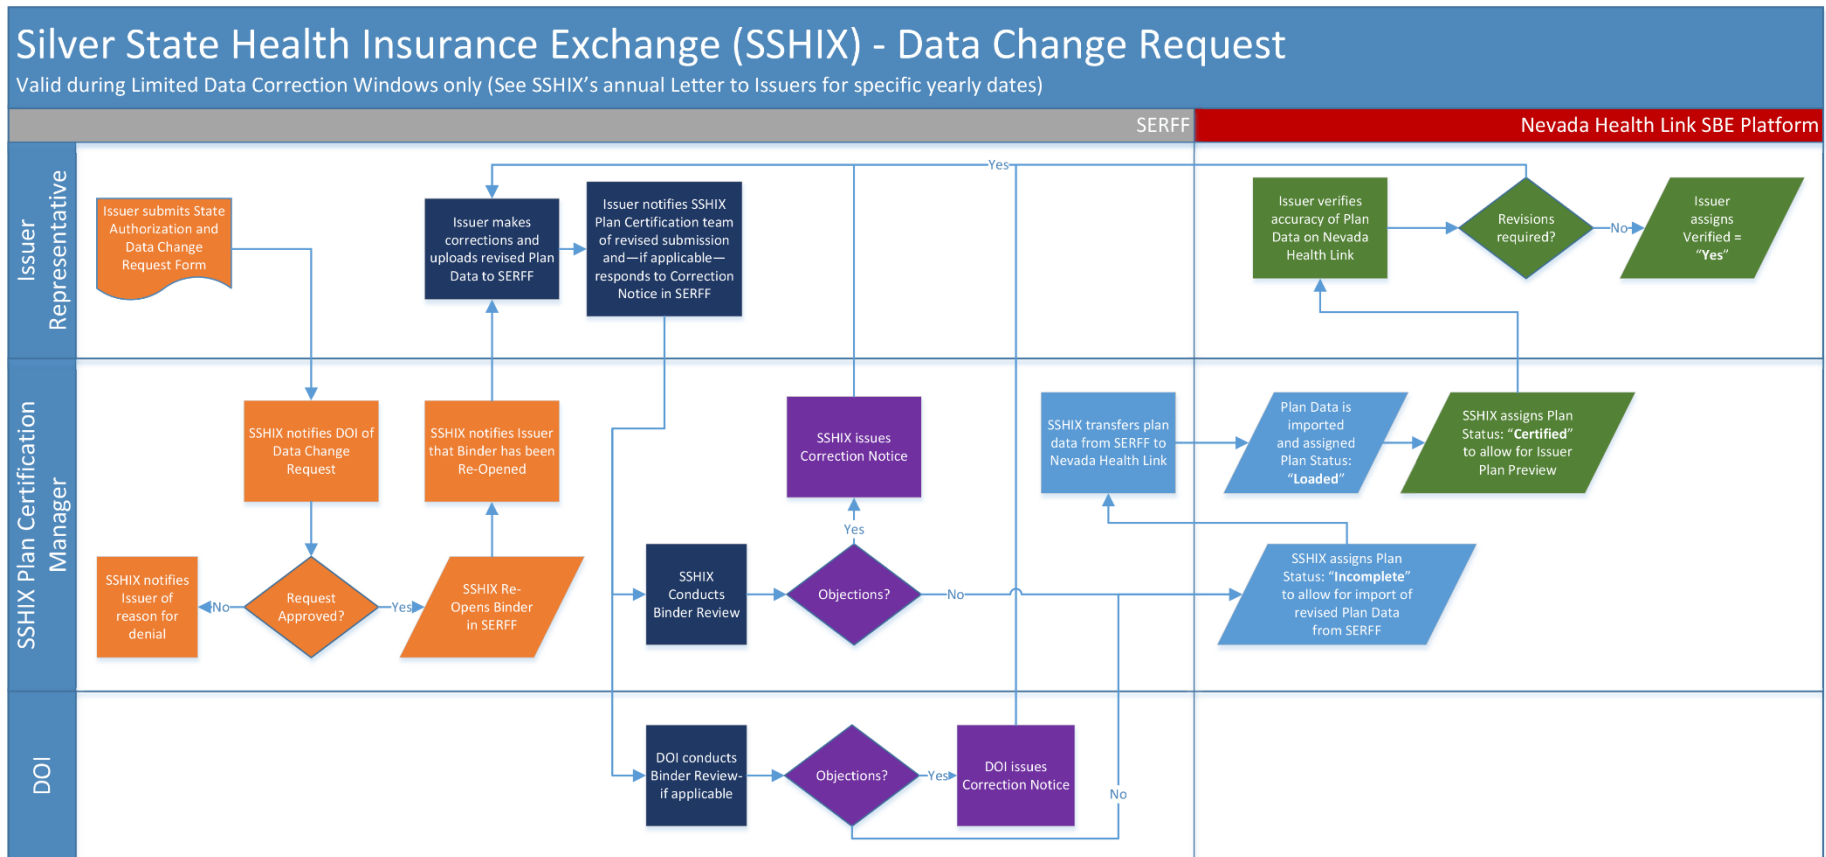 Silver State Health Insurance Exchange (SSHIX) - Data Change Request
Valid during Limited Data Correction Windows only (See SSHIX's annual Letter to Issuers for specific yearly dates)
SERFF
Nevada Health Link SBE Platform
Issuer
Representative
Issuer submits State
Authorization and
Data Change
Request Form
Issuer makes
corrections and
uploads revised Plan
Data to SERFF
Issuer notifies SSHIX
Plan Certification team
of revised submission
and—if applicable—
responds to Correction
Notice in SERFF
Yes
Issuer verifies
accuracy of Plan
Data on Nevada
Health Link
Revisions
required?
No
Issuer
assigns
Verified =
"Yes"
SSHIX Plan Certification
Manager
SSHIX notifies DOI of
Data Change
Request
SSHIX notifies Issuer
that Binder has been
Re-Opened
SSHIX issues
Correction Notice
SSHIX transfers plan
data from SERFF to
Nevada Health Link
Plan Data is
imported
and assigned
Plan Status:
"Loaded"
SSHIX assigns Plan
Status: "Certified"
to allow for Issuer
Plan Preview
SSHIX notifies
Issuer of
reason for
denial
No
Request
Approved?
Yes
SSHIX Re-
Opens Binder
in SERFF
SSHIX
Conducts
Binder Review
Yes
Objections?
No
SSHIX assigns Plan
Status: "Incomplete"
to allow for import of
revised Plan Data
from SERFF
DOI
DOI conducts
Binder Review-
if applicable
Objections?
Yes
DOI issues
Correction Notice
No